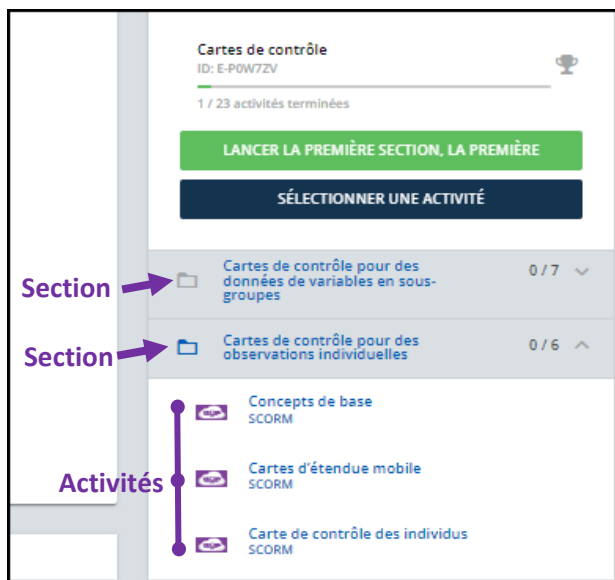 Cartes de contrôle
ID: E-P0W7ZV
1 / 23 activités terminées
LANCER LA PREMIÈRE SECTION, LA PREMIÈRE
SÉLECTIONNER UNE ACTIVITÉ
Section
Cartes de contrôle pour des
données de variables en sous-
groupes
0 / 7
Section
Cartes de contrôle pour des
observations individuelles
0 / 6
Activités
Concepts de base
SCORM
Cartes d'étendue mobile
SCORM
Carte de contrôle des individus
SCORM